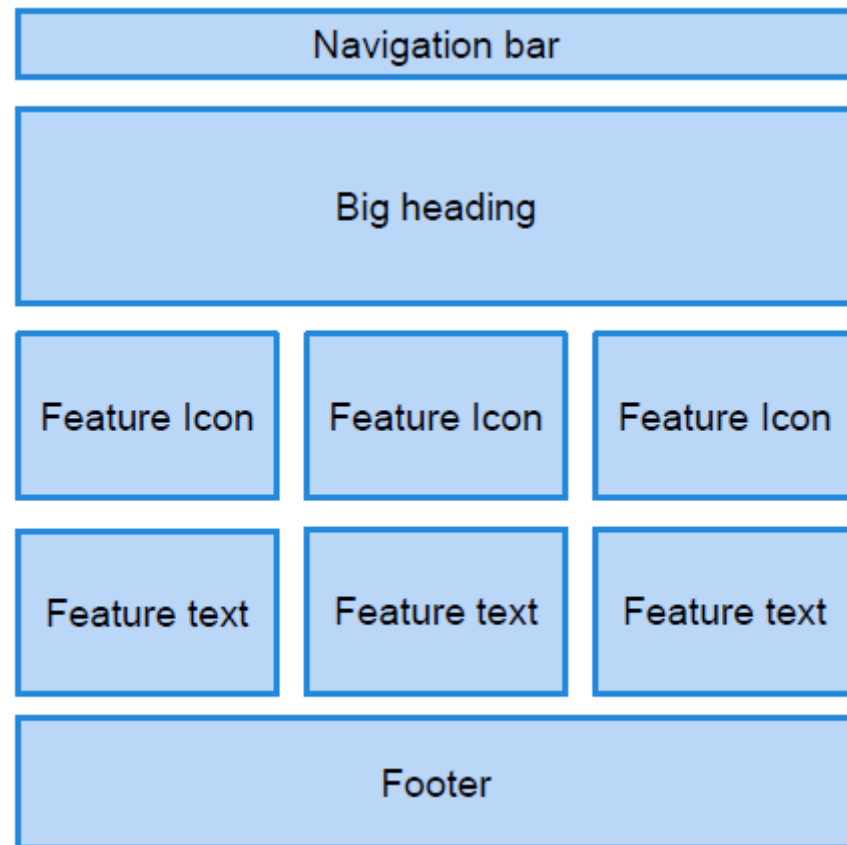 Navigation bar
Big heading
Feature Icon
Feature Icon
Feature Icon
Feature text
Feature text
Feature text
Footer